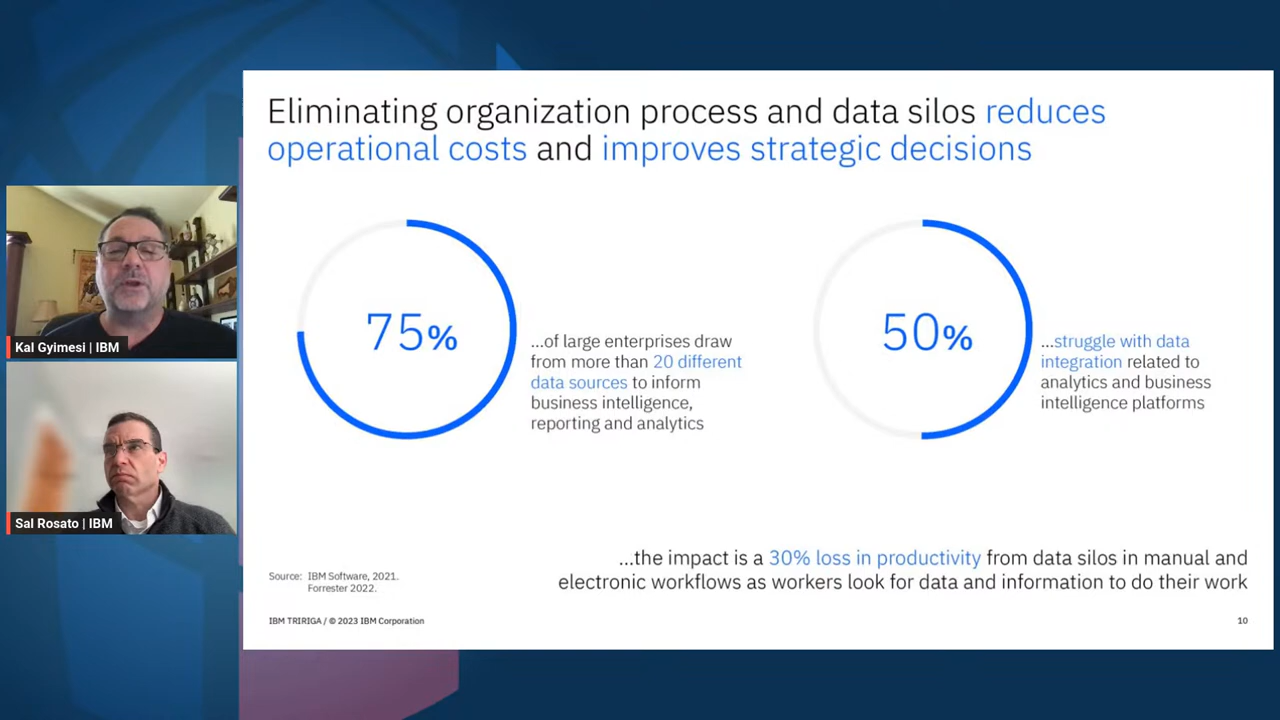 Eliminating organization process and data silos reduces
operational costs and improves strategic decisions
75%
...of large enterprises draw
from more than 20 different
data sources to inform
business intelligence,
reporting and analytics
50%
...struggle with data
integration related to
analytics and business
intelligence platforms
...the impact is a 30% loss in productivity from data silos in manual and
electronic workflows as workers look for data and information to do their work
Source: IBM Software, 2021.
Forrester 2022.
IBM TRIRIGA / © 2023 IBM Corporation
10
Kal Gyimesi | IBM
Sal Rosato | IBM